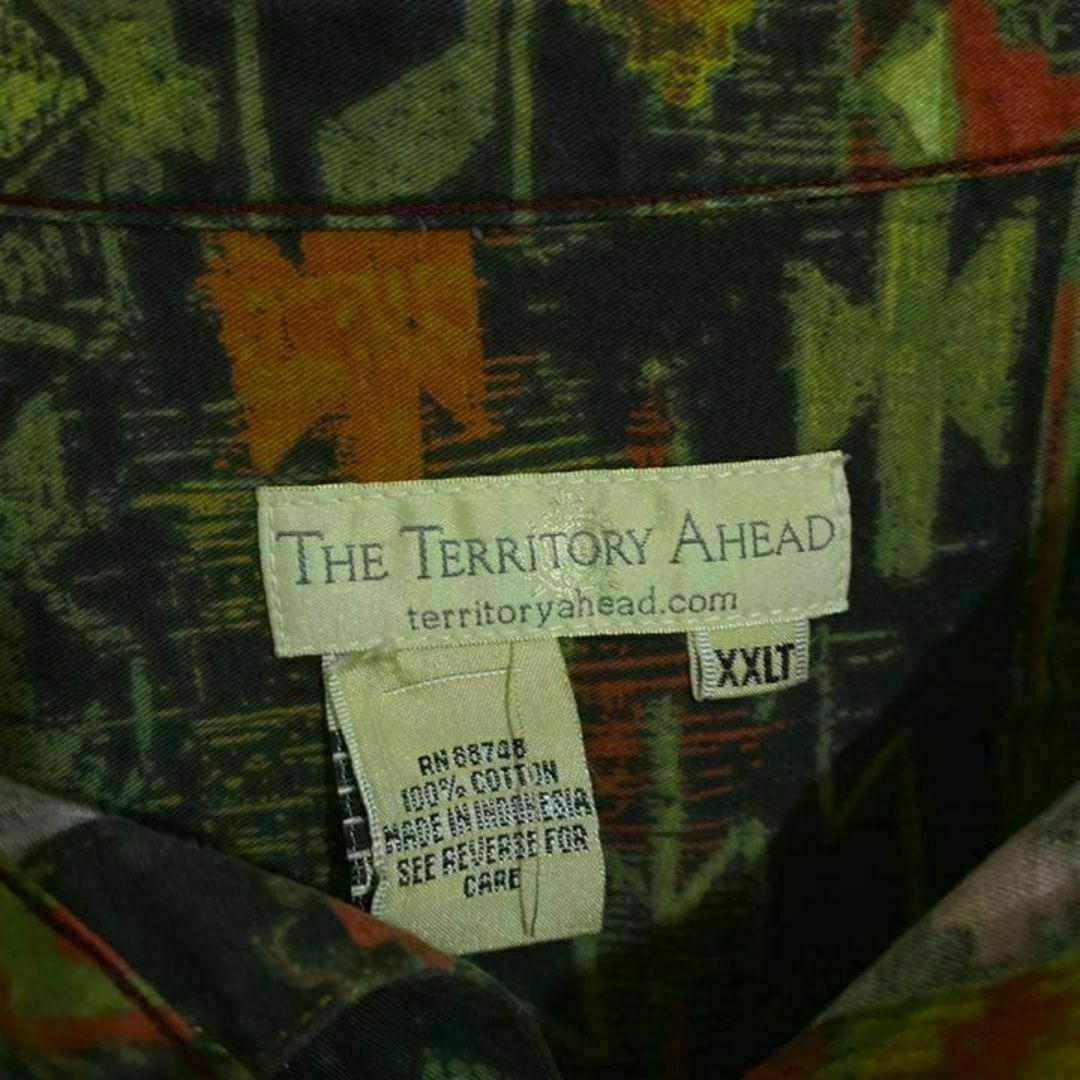 THE TERRITORY AHEAD
territoryahead.com
XXLT
RN 88748
100% COTTON
MADE IN INDONESIA
SEE REVERSE FOR
CARE